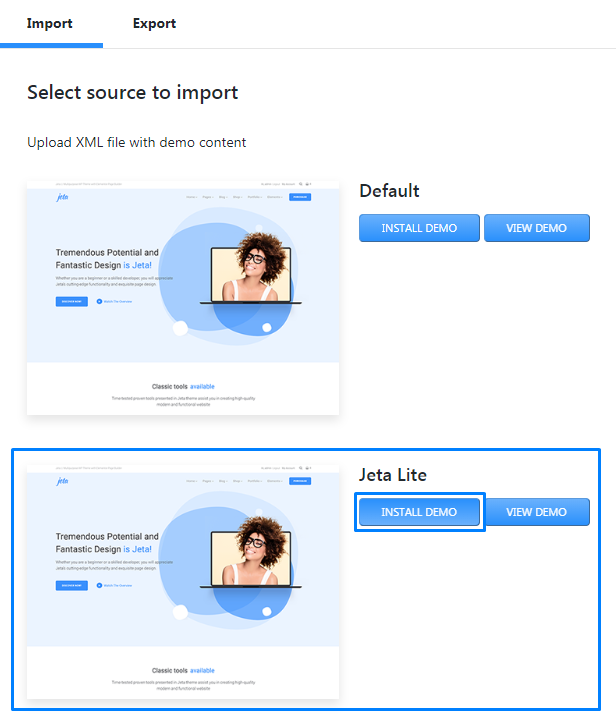 Import Export
Select source to import
Upload XML file with demo content
jeta
Tremendous Potential and
Fantastic Design is Jeta!
Whether you are a beginner or a skilled developer, you will appreciate
Jeta's cutting-edge functionality and exquisite page design.
Watch The Overview
Classic tools available
Time-tested proven tools presented in Jeta theme assist you in creating high quality,
modern and functional website
Default
INSTALL DEMO VIEW DEMO
jeta
Tremendous Potential and
Fantastic Design is Jeta!
Whether you are a beginner or a skilled developer, you will appreciate
Jeta's cutting-edge functionality and exquisite page design.
Watch The Overview
Classic tools available
Time-tested proven tools presented in Jeta theme assist you in creating high quality,
modern and functional website
Jeta Lite
INSTALL DEMO VIEW DEMO